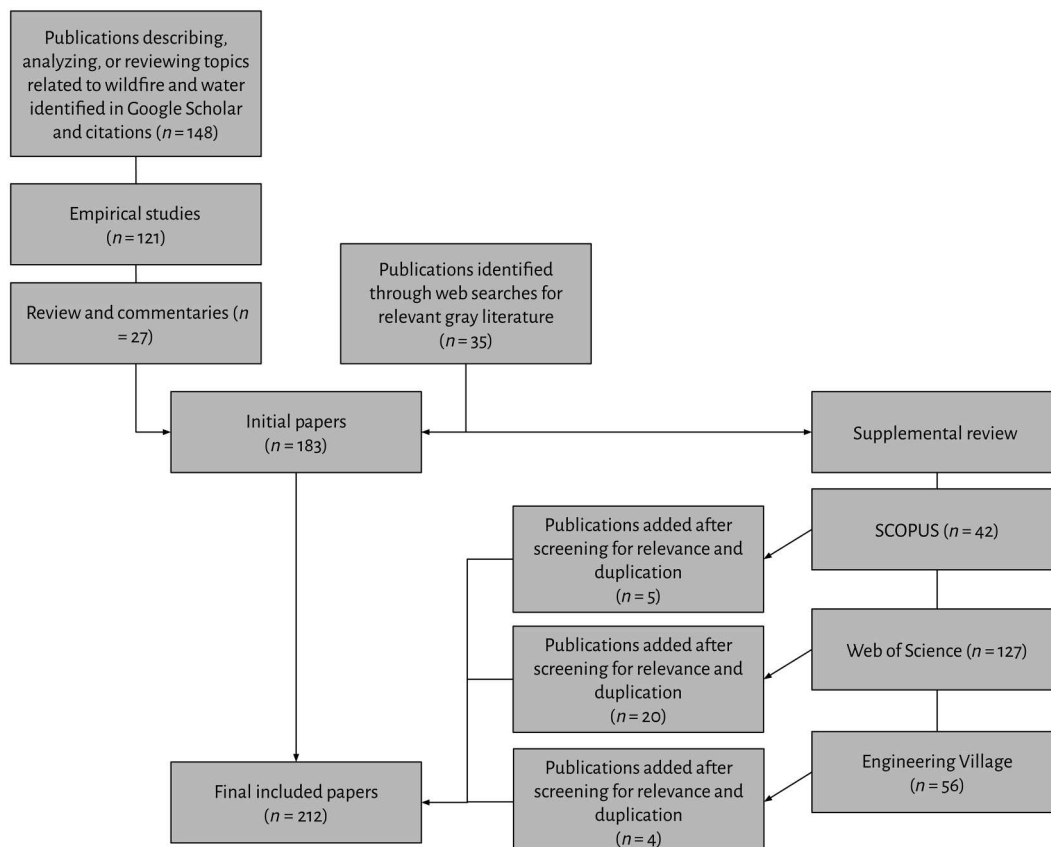 Publications describing,
analyzing, or reviewing topics
related to wildfire and water
identified in Google Scholar
and citations (n = 148)
Empirical studies
(n = 121)
Review and commentaries (n
= 27)
Publications identified
through web searches for
relevant gray literature
(n = 35)
Initial papers
(n = 183)
Supplemental review
SCOPUS (n = 42)
Publications added after
screening for relevance and
duplication
(n = 5)
Web of Science (n = 127)
Publications added after
screening for relevance and
duplication
(n = 20)
Engineering Village
(n = 56)
Publications added after
screening for relevance and
duplication
(n = 4)
Final included papers
(n = 212)